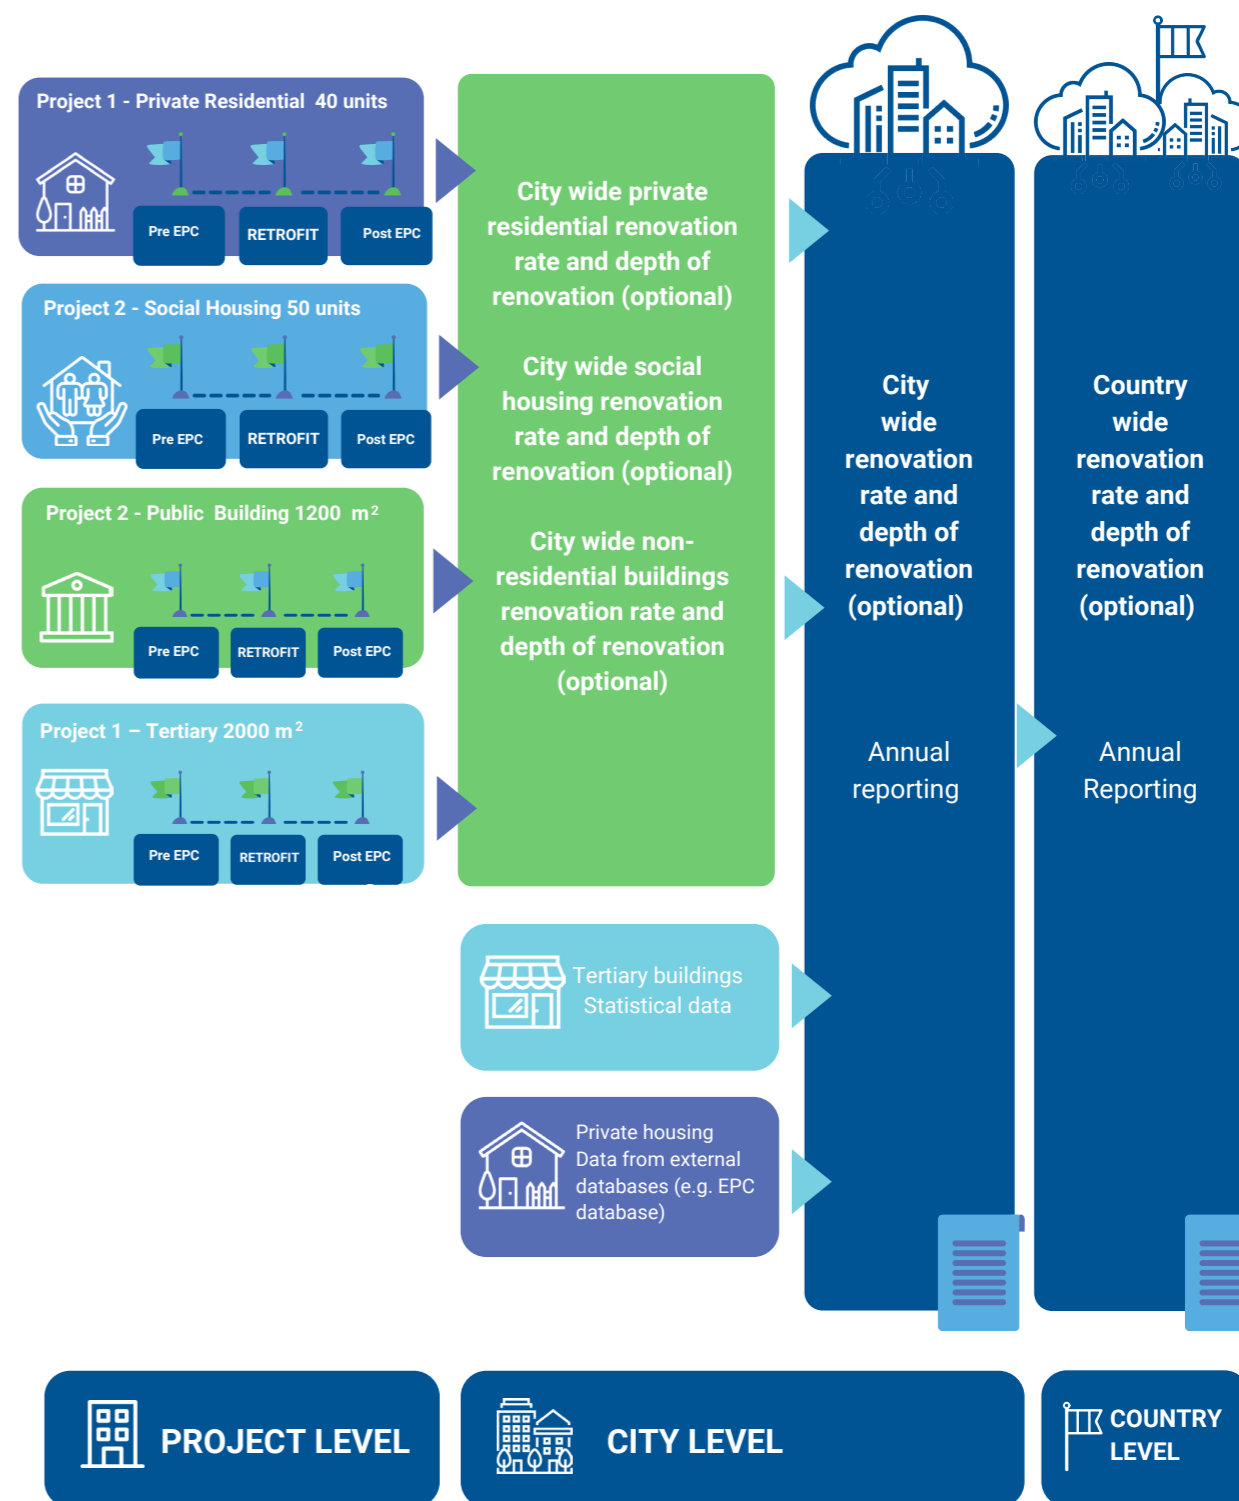 Project 1 - Private Residential 40 units
Pre EPC
RETROFIT
Post EPC
Project 2 - Social Housing 50 units
Pre EPC
RETROFIT
Post EPC
Project 2 - Public Building 1200 m²
Pre EPC
RETROFIT
Post EPC
Project 1 – Tertiary 2000 m²
Pre EPC
RETROFIT
Post EPC
City wide private
residential renovation
rate and depth of
renovation (optional)
City wide social
housing renovation
rate and depth of
renovation (optional)
City wide non-
residential buildings
renovation rate and
depth of renovation
(optional)
Tertiary buildings
Statistical data
Private housing
Data from external
databases (e.g. EPC
database)
City
wide
renovation
rate and
depth of
renovation
(optional)
Annual
reporting
Country
wide
renovation
rate and
depth of
renovation
(optional)
Annual
Reporting
PROJECT LEVEL
CITY LEVEL
COUNTRY
LEVEL